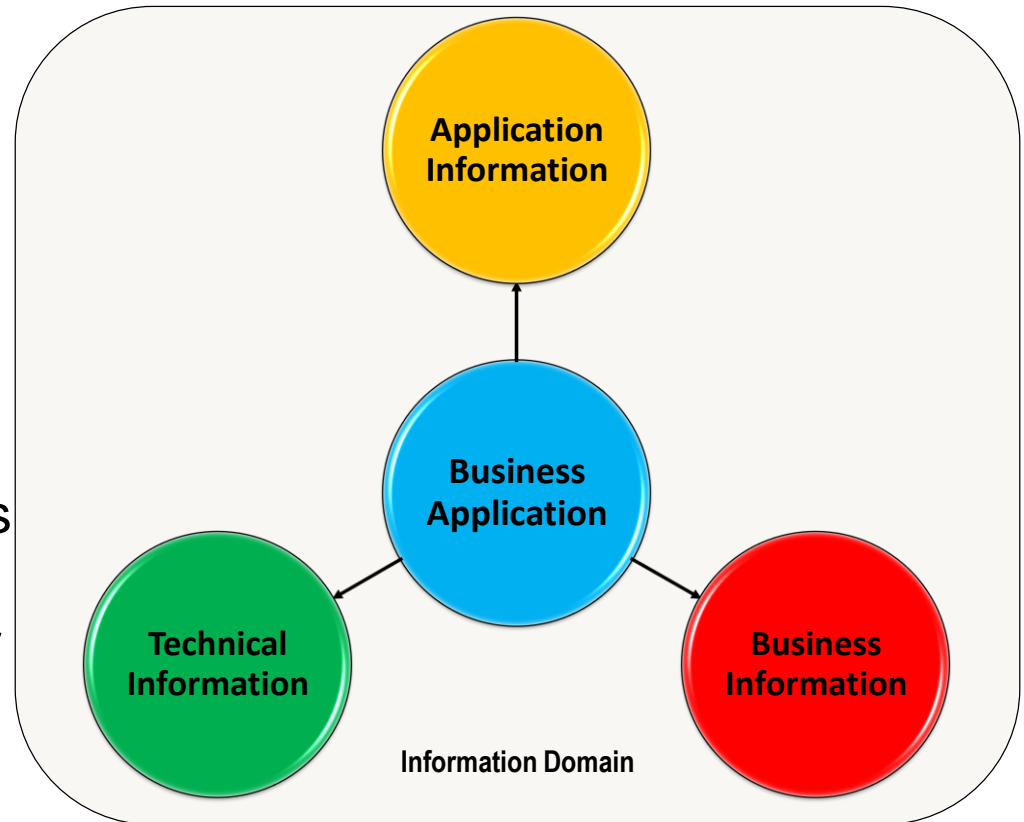 Application
Information
Business
Application
s
Technical
Information
Business
Information
Information Domain